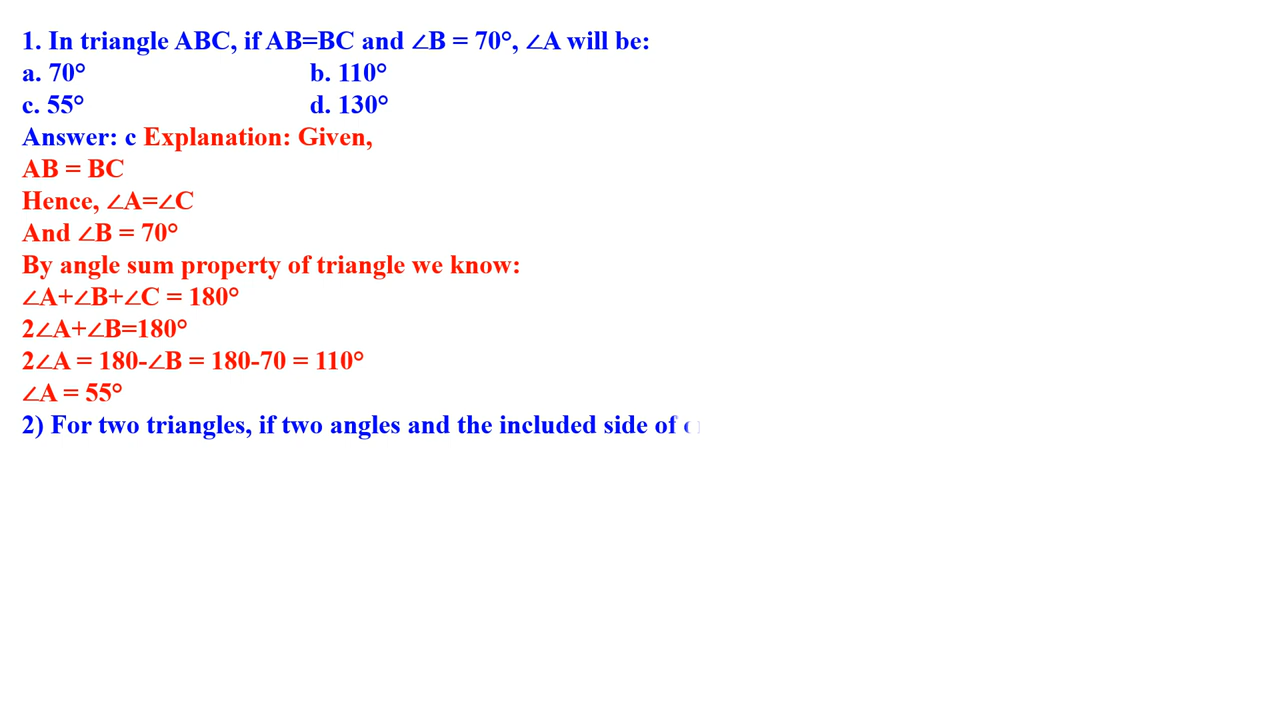 1. In triangle ABC, if AB=BC and ∠B = 70°, ∠A will be:
a. 70° b. 110°
c. 55° d. 130°
Answer: c Explanation: Given,
AB = BC
Hence, ∠A=∠C
And ∠B = 70°
By angle sum property of triangle we know:
∠A+∠B+∠C = 180°
2∠A+∠B=180°
2∠A = 180-∠B = 180-70 = 110°
∠A = 55°
2) For two triangles, if two angles and the included side of